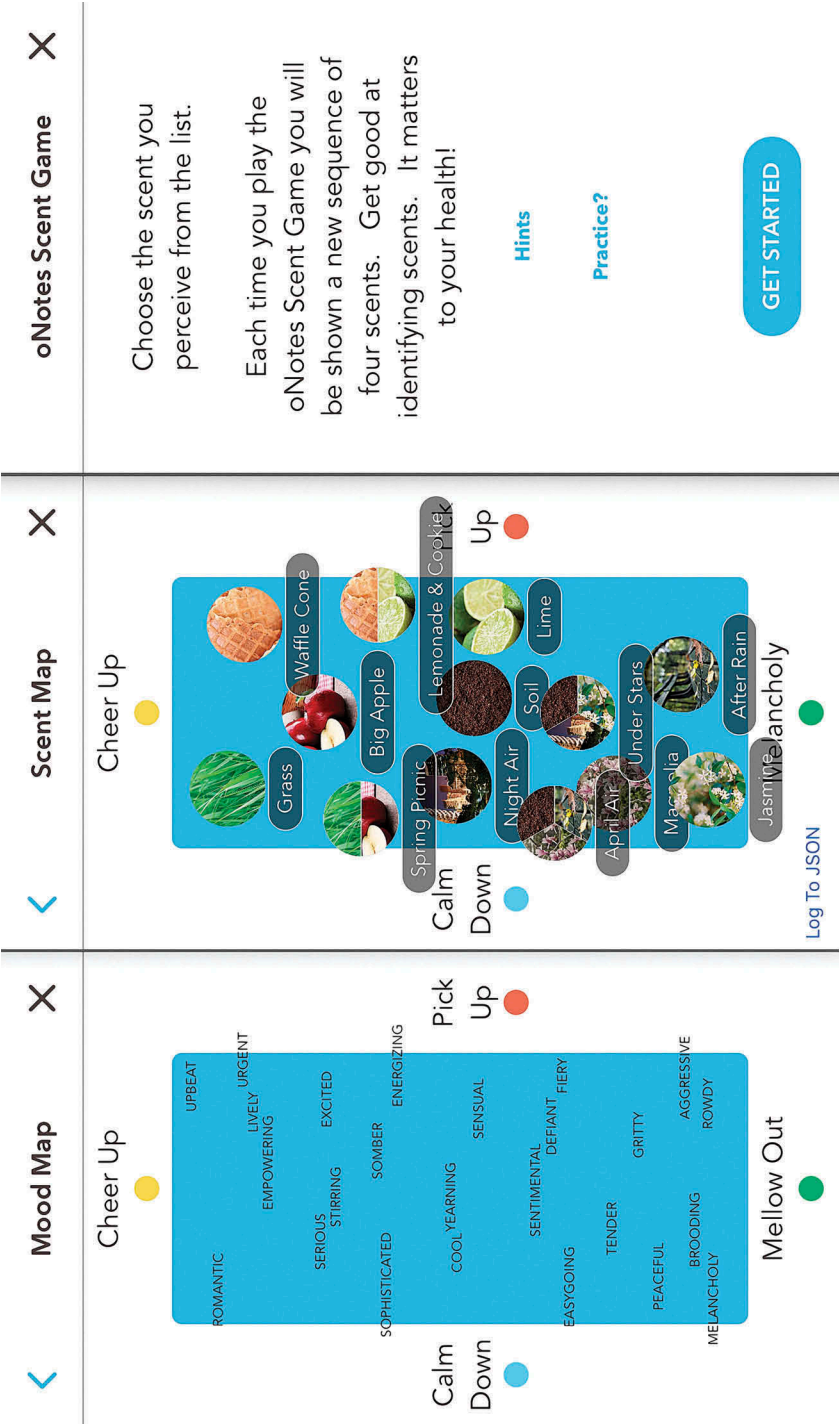 Mood Map
Cheer Up
UPBEAT
ROMANTIC
URGENT
LIVELY
EMPOWERING
EXCITED
SERIOUS
STIRRING
SOMBER
SOPHISTICATED
ENERGIZING
Calm
Down
Pick
Up
COOL
YEARNING
SENSUAL
SENTIMENTAL
DEFIANT
FIERY
EASYGOING
TENDER
GRITTY
PEACEFUL
AGGRESSIVE
BROODING
ROWDY
MELANCHOLY
Mellow Out
Scent Map
Cheer Up
Grass
Waffle Cone
Big Apple
Spring Picnic
Lemonade & Cookie
Calm
Down
Pick
Up
Night Air
Soil
Lime
April Air
Under Stars
Magnolia
After Rain
Jasmine
Melancholy
Log To JSON
oNotes Scent Game
Choose the scent you
perceive from the list.
Each time you play the
oNotes Scent Game you will
be shown a new sequence of
four scents. Get good at
identifying scents. It matters
to your health!
Hints
Practice?
GET STARTED